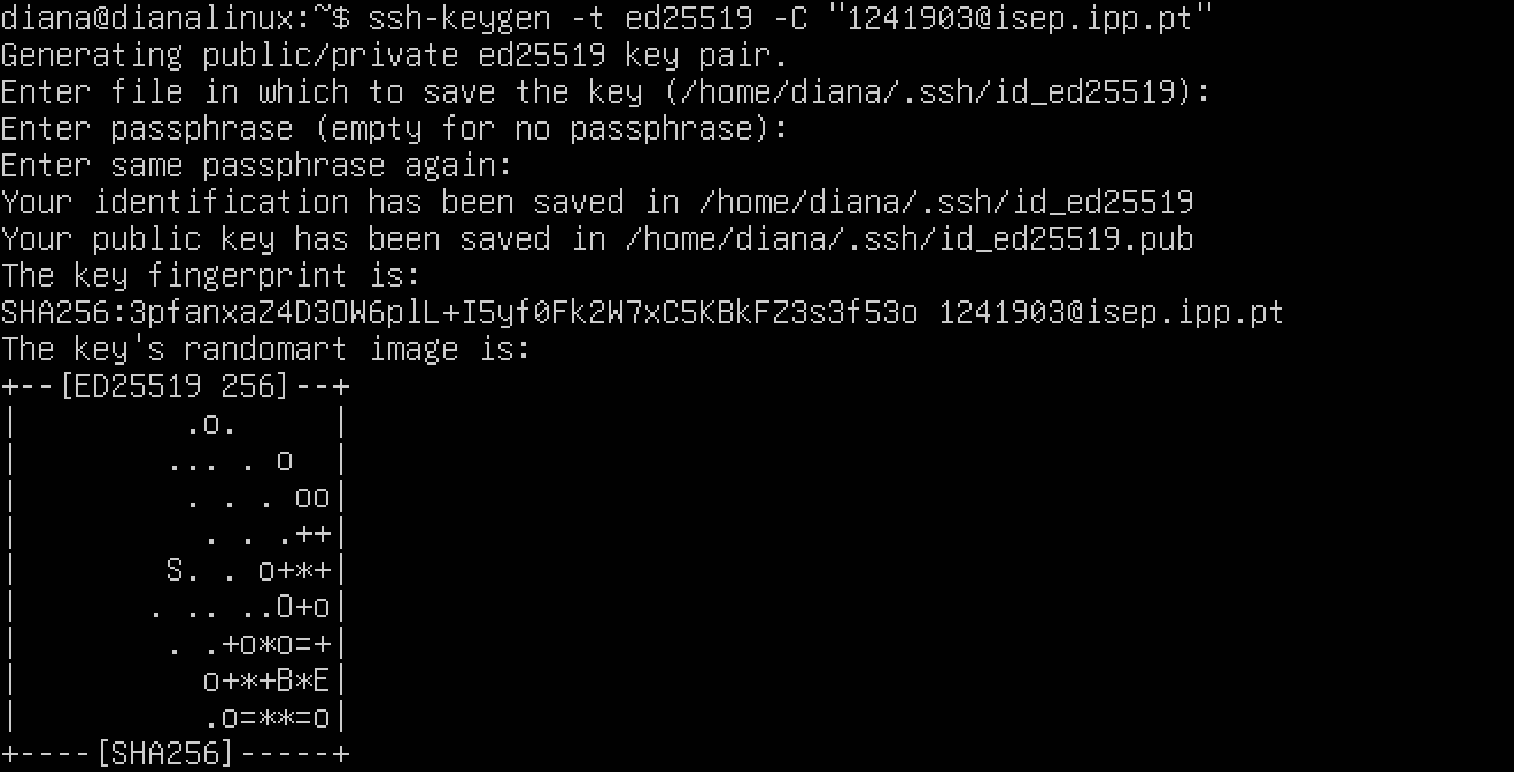 diana@dianalinux:~$ ssh-keygen -t ed25519 -C "1241903@isep.ipp.pt"
Generating public/private ed25519 key pair.
Enter file in which to save the key (/home/diana/.ssh/id_ed25519):
Enter passphrase (empty for no passphrase):
Enter same passphrase again:
Your identification has been saved in /home/diana/.ssh/id_ed25519
Your public key has been saved in /home/diana/.ssh/id_ed25519.pub
The key fingerprint is:
SHA256:3pfanxaZ4D3OW6plL+I5yf0Fk2W7xC5KBkFZ3s3f53o 1241903@isep.ipp.pt
The key's randomart image is:
+--[ED25519 256]--+
|         .o.     |
|        ... . o  |
|         . . . oo|
|          . . .++|
|        S. . o+*+|
|       . .. ..O+o|
|        . .+o*o=+|
|          o+*+B*E|
|          .o=**=o|
+----[SHA256]-----+